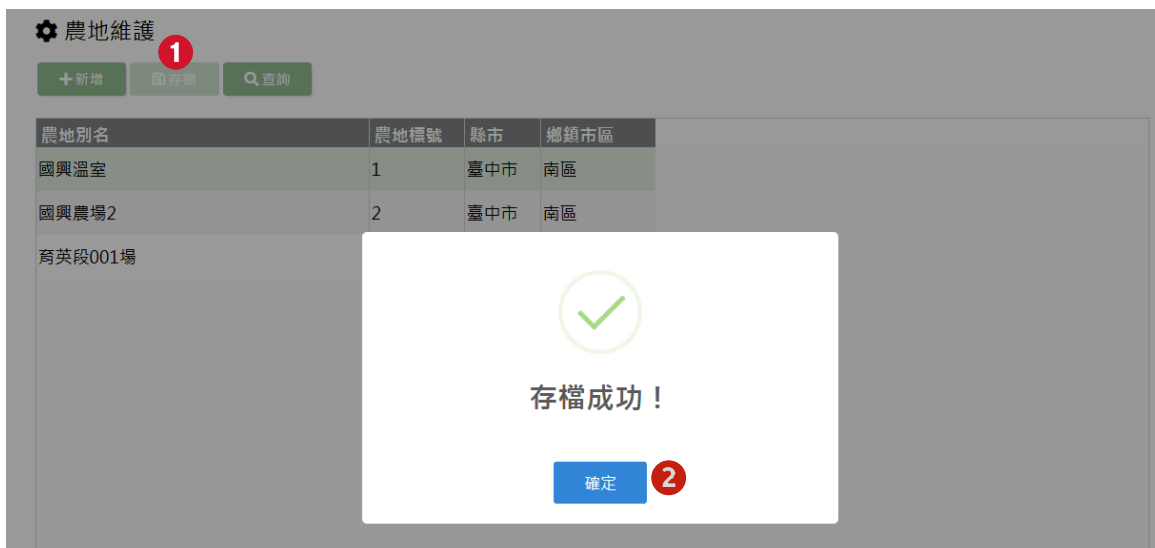 農地維護
1
新增 存檔 查詢
農地別名 農地標號 縣市 鄉鎮市區
國興溫室 1 臺中市 南區
國興農場2 2 臺中市 南區
育英段001場
存檔成功！
確定 2